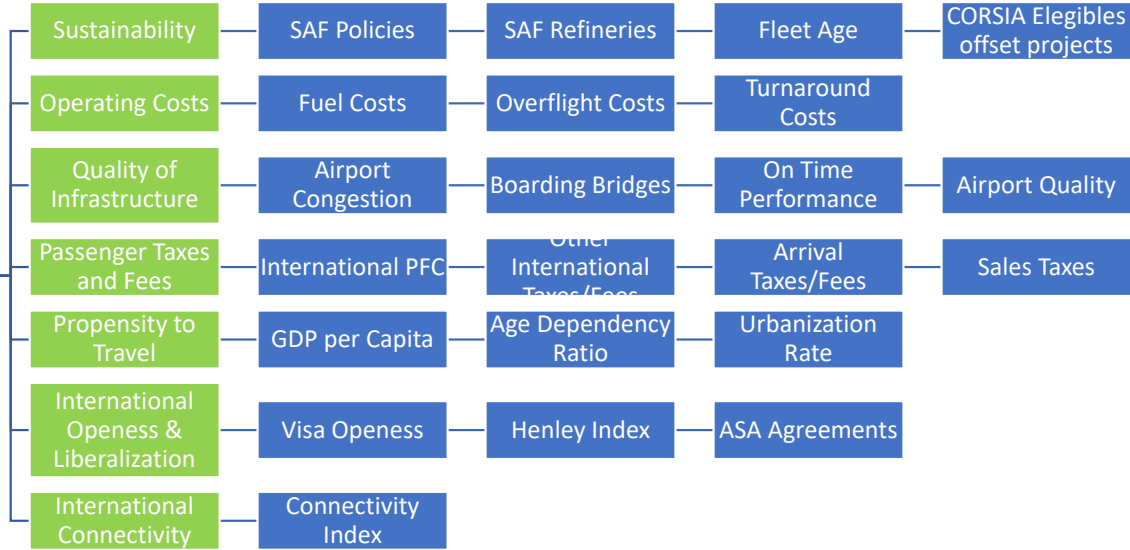 Sustainability
SAF Policies
SAF Refineries
Fleet Age
CORSIA Elegibles
offset projects
Operating Costs
Fuel Costs
Overflight Costs
Turnaround
Costs
Quality of
Infrastructure
Airport
Congestion
Boarding Bridges
On Time
Performance
Airport Quality
Passenger Taxes
and Fees
International PFC
Other
International
Taxes/Fees
Arrival
Taxes/Fees
Sales Taxes
Propensity to
Travel
GDP per Capita
Age Dependency
Ratio
Urbanization
Rate
International
Openess &
Liberalization
Visa Openess
Henley Index
ASA Agreements
International
Connectivity
Connectivity
Index